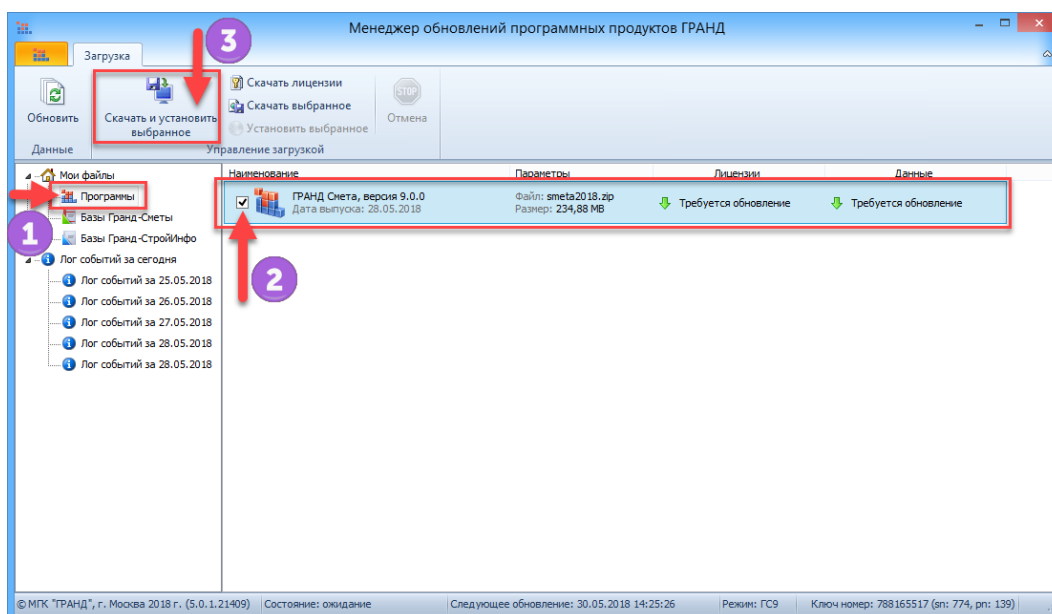 Менеджер обновлений программных продуктов ГРАНД
3
Загрузка
Обновить
Скачать и установить
выбранное
Скачать лицензии
Скачать выбранное
Установить выбранное
STOP
Отмена
Данные
Управление загрузкой
Мои файлы
Программы
Базы Гранд-Сметы
Базы Гранд-СтройИнфо
Лог событий за сегодня
Лог событий за 25.05.2018
Лог событий за 26.05.2018
Лог событий за 27.05.2018
Лог событий за 28.05.2018
Лог событий за 28.05.2018
1
Наименование Параметры Лицензии Данные
ГРАНД Смета, версия 9.0.0
Дата выпуска: 28.05.2018
Файл: smeta2018.zip
Размер: 234,88 MB
Требуется обновление
Требуется обновление
2
© МГК "ГРАНД", г. Москва 2018 г. (5.0.1.21409) Состояние: ожидание Следующее обновление: 30.05.2018 14:25:26 Режим: ГС9 Ключ номер: 788165517 (sn: 774, pn: 139)